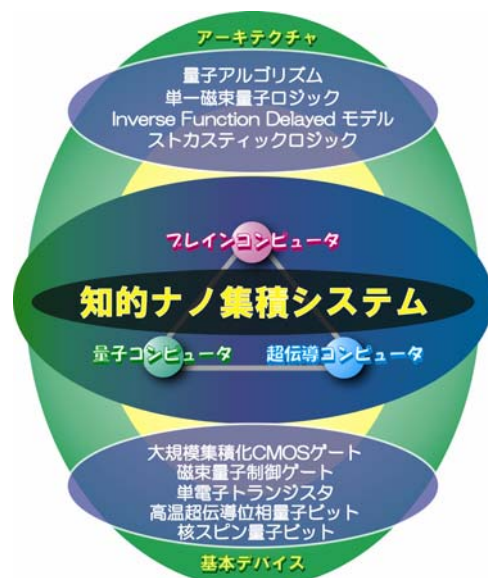 アーキテクチャ
量子アルゴリズム
単一磁束量子ロジック
Inverse Function Delayed モデル
ストカスティックロジック
ブレインコンピュータ
知的ナノ集積システム
量子コンピュータ 超伝導コンピュータ
大規模集積化CMOSゲート
磁束量子制御ゲート
単電子トランジスタ
高温超伝導位相量子ビット
核スピン量子ビット
基本デバイス